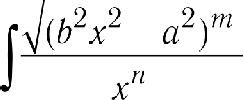 ∫ √(b²x² a²)ᵐ / xⁿ